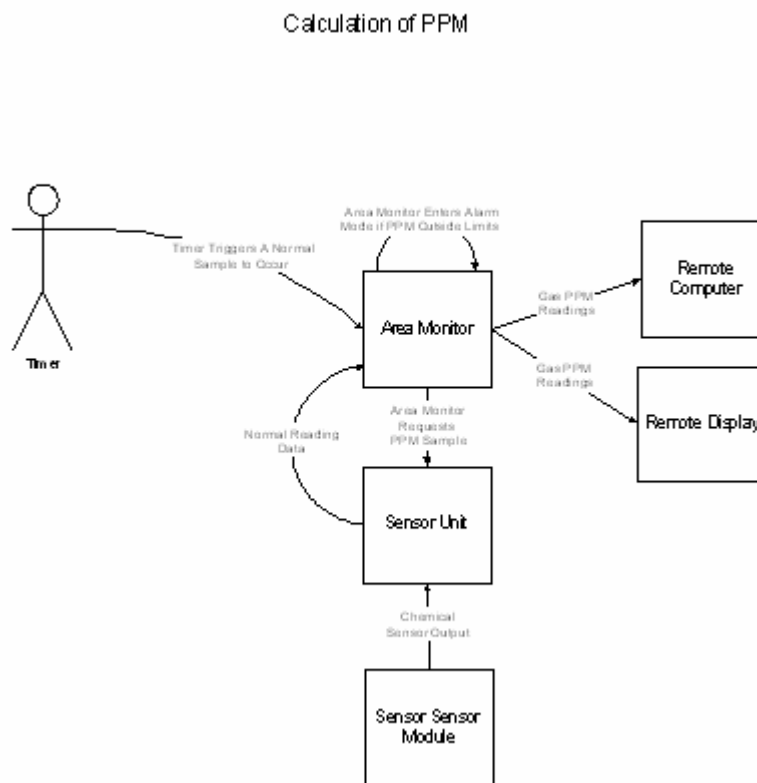 Calculation of PPM
Area Monitor Enters Alarm
Mode if PPM Outside Limits
Timer Triggers A Normal
Sample to Occur
Timer
Area Monitor
Gas PPM
Readings
Remote
Computer
Gas PPM
Readings
Remote Display
Normal Reading
Data
Area Monitor
Requests
PPM Sample
Sensor Unit
Chemical
Sensor Output
Sensor Sensor
Module